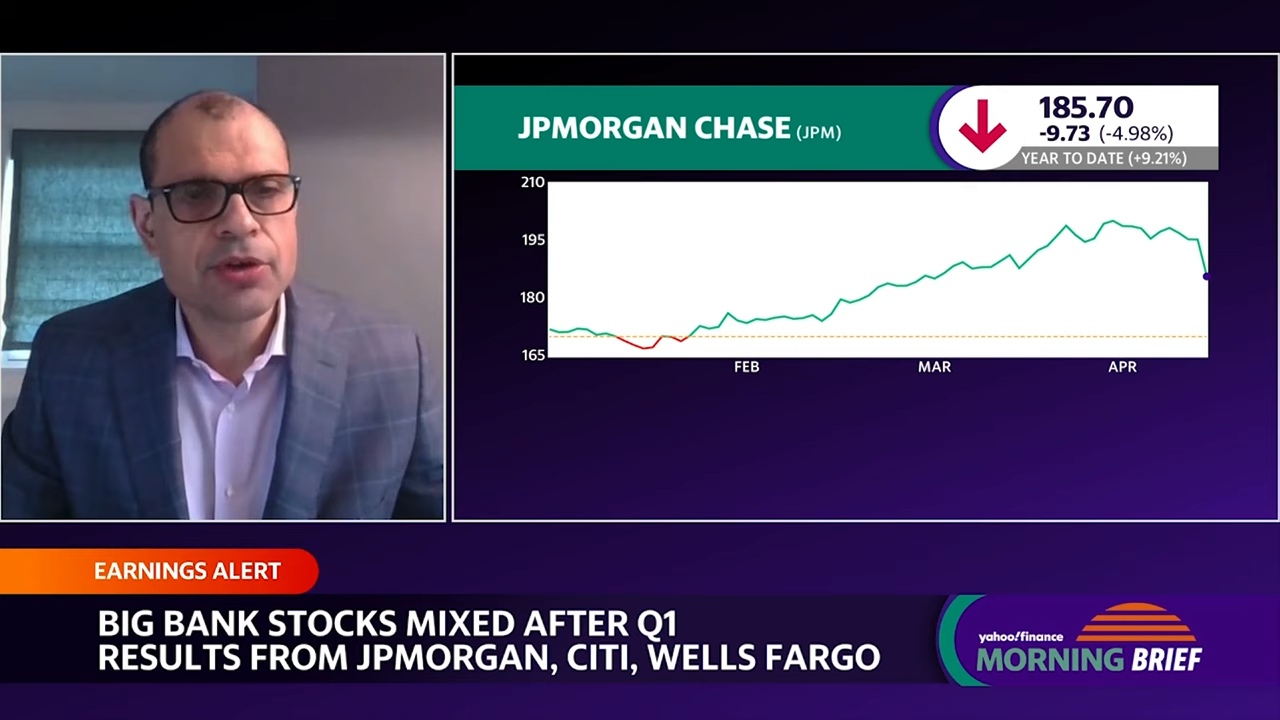 JPMORGAN CHASE (JPM)
185.70
-9.73 (-4.98%)
YEAR TO DATE (+9.21%)
210
195
180
165
FEB MAR APR
EARNINGS ALERT
BIG BANK STOCKS MIXED AFTER Q1
RESULTS FROM JPMORGAN, CITI, WELLS FARGO
yahoo!finance
MORNING BRIEF